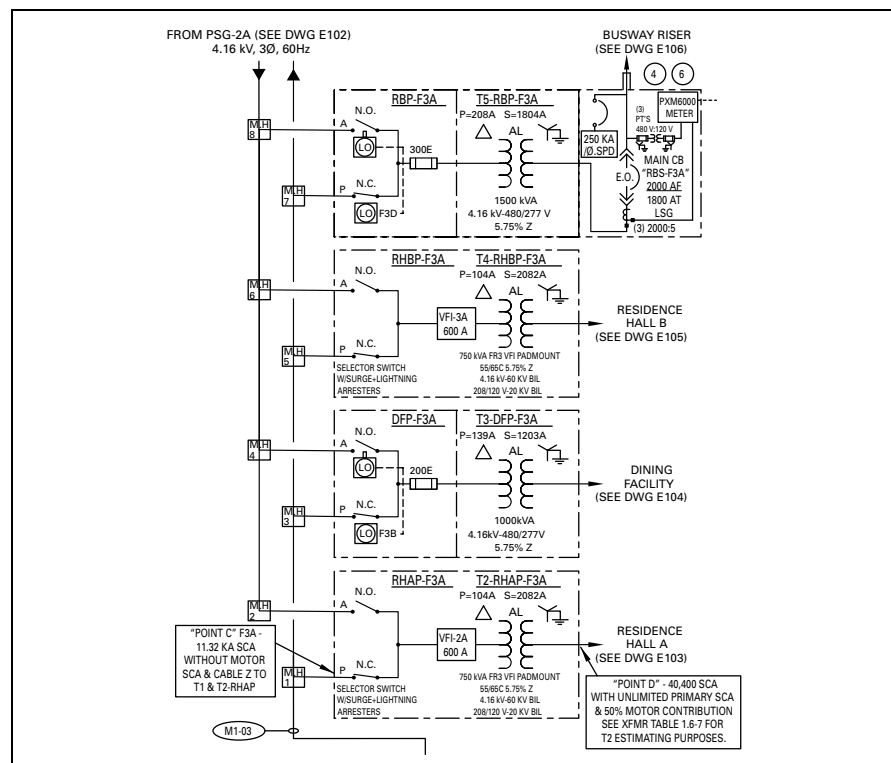 FROM PSG-2A (SEE DWG E102)
4.16 kV, 3Ø, 60Hz
BUSWAY RISER
(SEE DWG E106)
4
6
RBP-F3A
T5-RBP-F3A
P=208A S=1804A
N.O.
A
LO
300E
AL
N.C.
P
LO F3D
1500 kVA
4.16 kV-480/277 V
5.75% Z
250 KA
/Ø.SPD
(3)
PT'S
480 V:120 V
PXM6000
METER
E.O.
MAIN CB
"RBS-F3A"
2000 AF
1800 AT
LSG
(3) 2000:5
M.H
8
M.H
7
RHBP-F3A
T4-RHBP-F3A
P=104A S=2082A
N.O.
A
AL
VFI-3A
600 A
N.C.
P
SELECTOR SWITCH
W/SURGE+LIGHTNING
ARRESTERS
750 kVA FR3 VFI PADMOUNT
55/65C 5.75% Z
4.16 kV-60 KV BIL
208/120 V-20 KV BIL
RESIDENCE
HALL B
(SEE DWG E105)
M.H
6
M.H
5
DFP-F3A
T3-DFP-F3A
P=139A S=1203A
N.O.
A
LO
200E
AL
N.C.
P
LO F3B
1000kVA
4.16kV-480/277V
5.75% Z
DINING
FACILITY
(SEE DWG E104)
M.H
4
M.H
3
RHAP-F3A
T2-RHAP-F3A
P=104A S=2082A
N.O.
A
AL
VFI-2A
600 A
N.C.
P
SELECTOR SWITCH
W/SURGE+LIGHTNING
ARRESTERS
750 kVA FR3 VFI PADMOUNT
55/65C 5.75% Z
4.16 kV-60 KV BIL
208/120 V-20 KV BIL
RESIDENCE
HALL A
(SEE DWG E103)
M.H
2
M.H
1
"POINT C" F3A -
11.32 KA SCA
WITHOUT MOTOR
SCA & CABLE Z TO
T1 & T2-RHAP
"POINT D" - 40,400 SCA
WITH UNLIMITED PRIMARY SCA
& 50% MOTOR CONTRIBUTION
SEE XFMR TABLE 1.6-7 FOR
T2 ESTIMATING PURPOSES.
M1-03